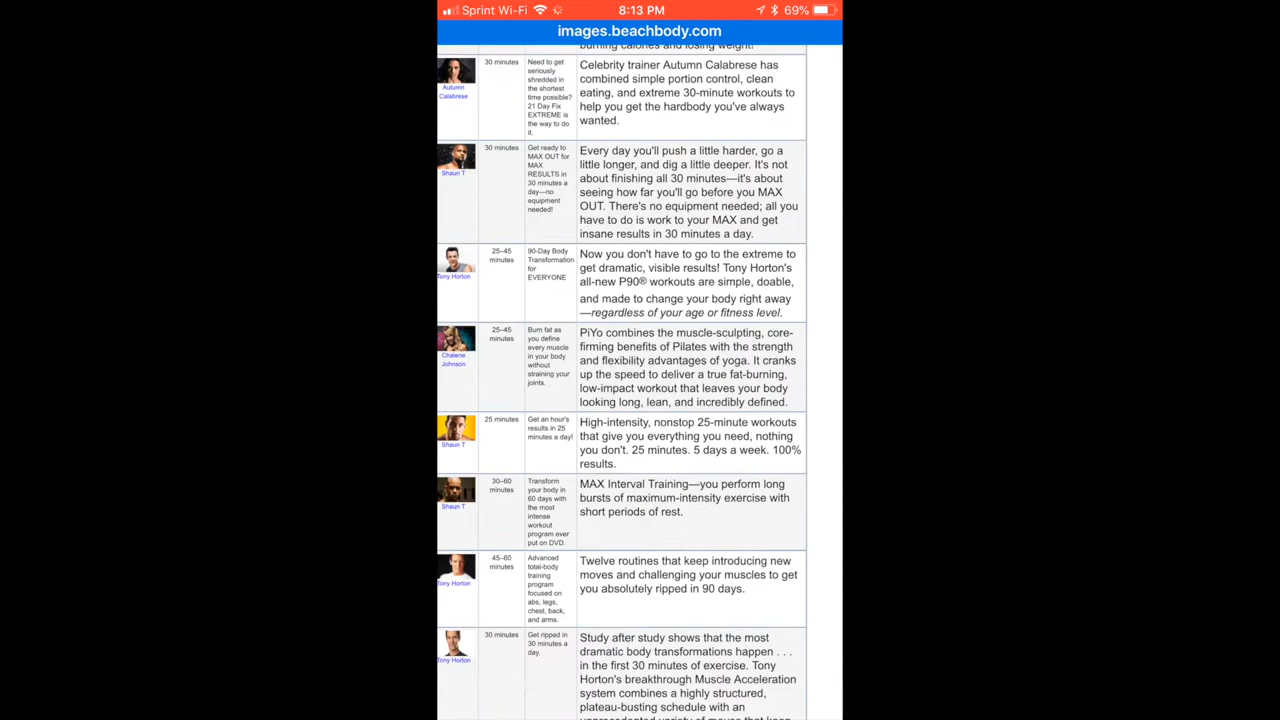 Sprint Wi-Fi 8:13 PM 69%
images.beachbody.com
burning calories and losing weight!
Autumn
Calabrese
30 minutes
Need to get
seriously
shredded in
the shortest
time possible?
21 Day Fix
EXTREME is
the way to do
it.
Celebrity trainer Autumn Calabrese has
combined simple portion control, clean
eating, and extreme 30-minute workouts to
help you get the hardbody you've always
wanted.
Shaun T
30 minutes
Get ready to
MAX OUT for
MAX
RESULTS in
30 minutes a
day—no
equipment
needed!
Every day you'll push a little harder, go a
little longer, and dig a little deeper. It's not
about finishing all 30 minutes—it's about
seeing how far you'll go before you MAX
OUT. There's no equipment needed; all you
have to do is work to your MAX and get
insane results in 30 minutes a day.
Tony Horton
25–45
minutes
90-Day Body
Transformation
for
EVERYONE
Now you don't have to go to the extreme to
get dramatic, visible results! Tony Horton's
all-new P90® workouts are simple, doable,
and made to change your body right away
—regardless of your age or fitness level.
Chalene
Johnson
25–45
minutes
Burn fat as
you define
every muscle
in your body
without
straining your
joints.
PiYo combines the muscle-sculpting, core-
firming benefits of Pilates with the strength
and flexibility advantages of yoga. It cranks
up the speed to deliver a true fat-burning,
low-impact workout that leaves your body
looking long, lean, and incredibly defined.
Shaun T
25 minutes
Get an hour's
results in 25
minutes a day!
High-intensity, nonstop 25-minute workouts
that give you everything you need, nothing
you don't. 25 minutes. 5 days a week. 100%
results.
Shaun T
30–60
minutes
Transform
your body in
60 days with
the most
intense
workout
program ever
put on DVD.
MAX Interval Training—you perform long
bursts of maximum-intensity exercise with
short periods of rest.
Tony Horton
45–60
minutes
Advanced
total-body
training
program
focused on
abs, legs,
chest, back,
and arms.
Twelve routines that keep introducing new
moves and challenging your muscles to get
you absolutely ripped in 90 days.
Tony Horton
30 minutes
Get ripped in
30 minutes a
day.
Study after study shows that the most
dramatic body transformations happen . . .
in the first 30 minutes of exercise. Tony
Horton's breakthrough Muscle Acceleration
system combines a highly structured,
plateau-busting schedule with an
unprecedented variety of moves that keep